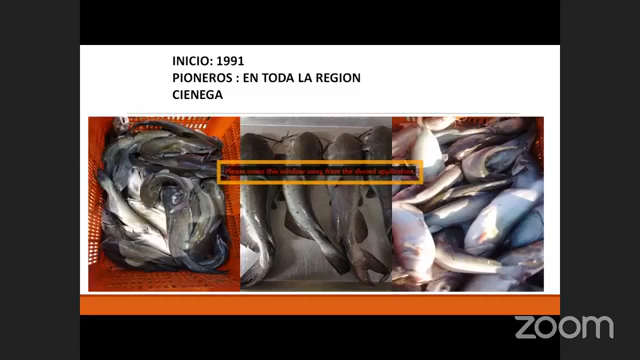 INICIO: 1991
PIONEROS : EN TODA LA REGION
CIENEGA
Please move this window away from the shared application
zoom